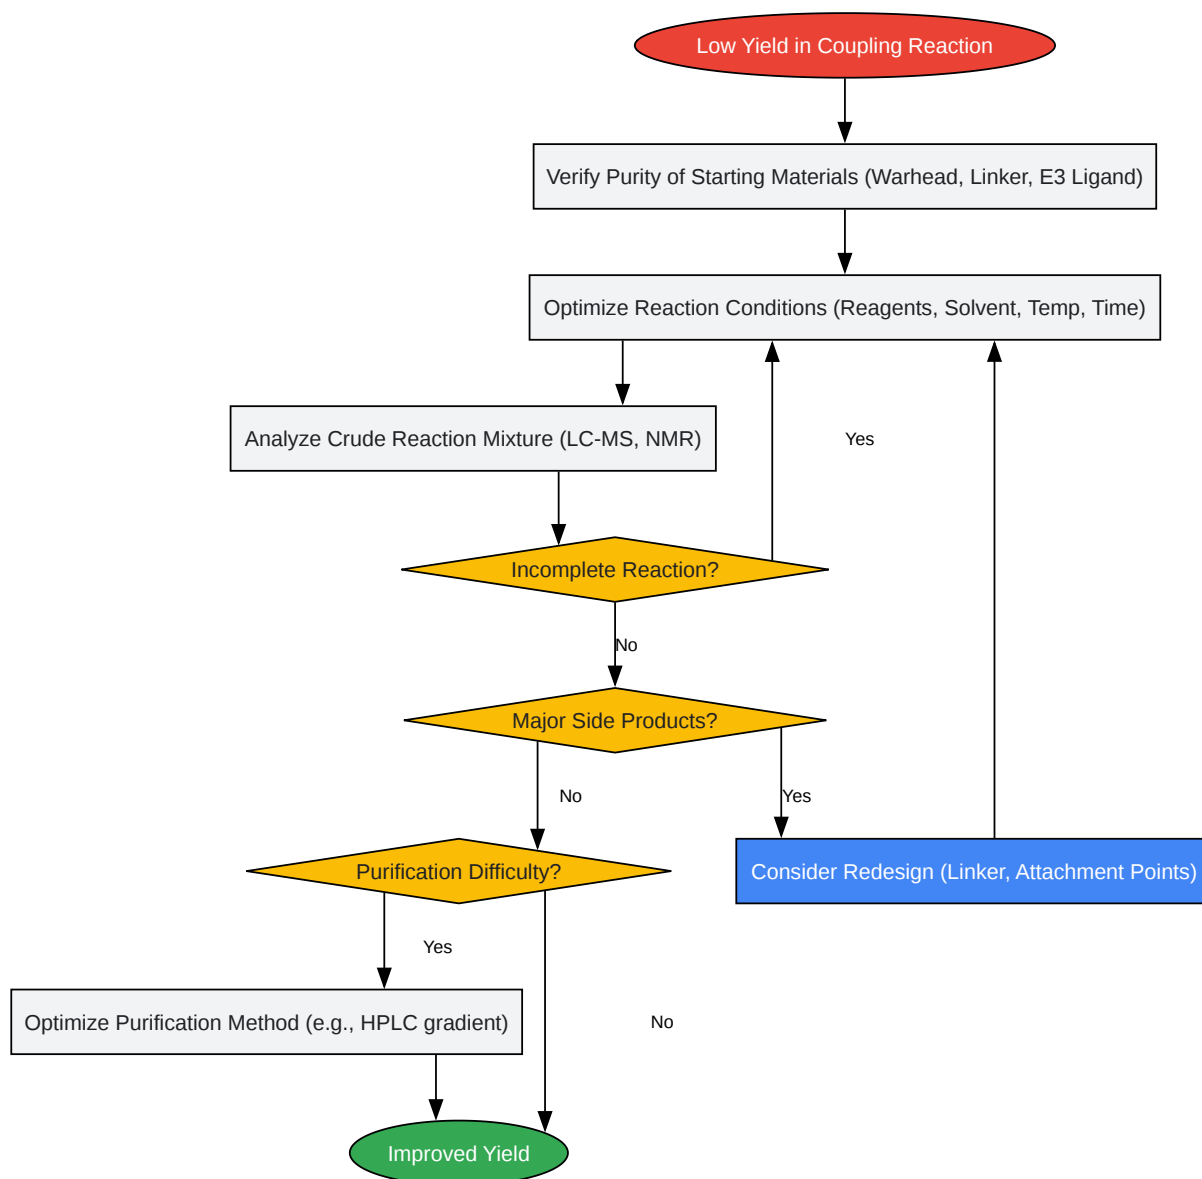 Low Yield in Coupling Reaction
Verify Purity of Starting Materials (Warhead, Linker, E3 Ligand)
Optimize Reaction Conditions (Reagents, Solvent, Temp, Time)
Analyze Crude Reaction Mixture (LC-MS, NMR)
Yes
Incomplete Reaction?
No
Major Side Products?
No
Yes
Purification Difficulty?
Consider Redesign (Linker, Attachment Points)
Yes
Optimize Purification Method (e.g., HPLC gradient)
No
Improved Yield